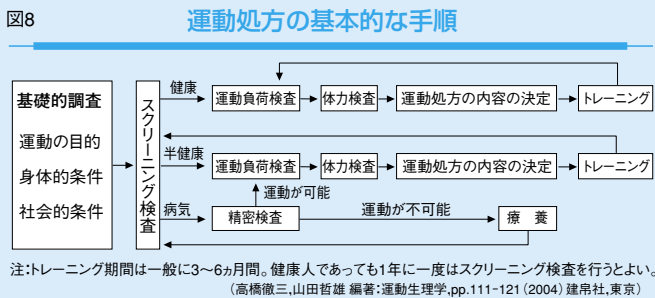 図8
運動処方の基本的な手順
基礎的調査
運動の目的
身体的条件
社会的条件
スクリーニング検査
健康
運動負荷検査
体力検査
運動処方の内容の決定
トレーニング
半健康
運動負荷検査
体力検査
運動処方の内容の決定
トレーニング
運動が可能
病気
精密検査
運動が不可能
療 養
注:トレーニング期間は一般に3〜6ヵ月間。健康人であっても1年に一度はスクリーニング検査を行うとよい。
(高橋徹三,山田哲雄 編著:運動生理学,pp.111-121(2004)建帛社,東京)